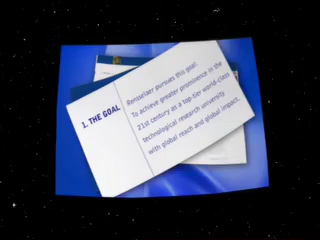 1. THE GOAL
Rensselaer pursues this goal:
To achieve greater prominence in the
21st century as a top-tier world-class
technological research university
with global reach and global impact.